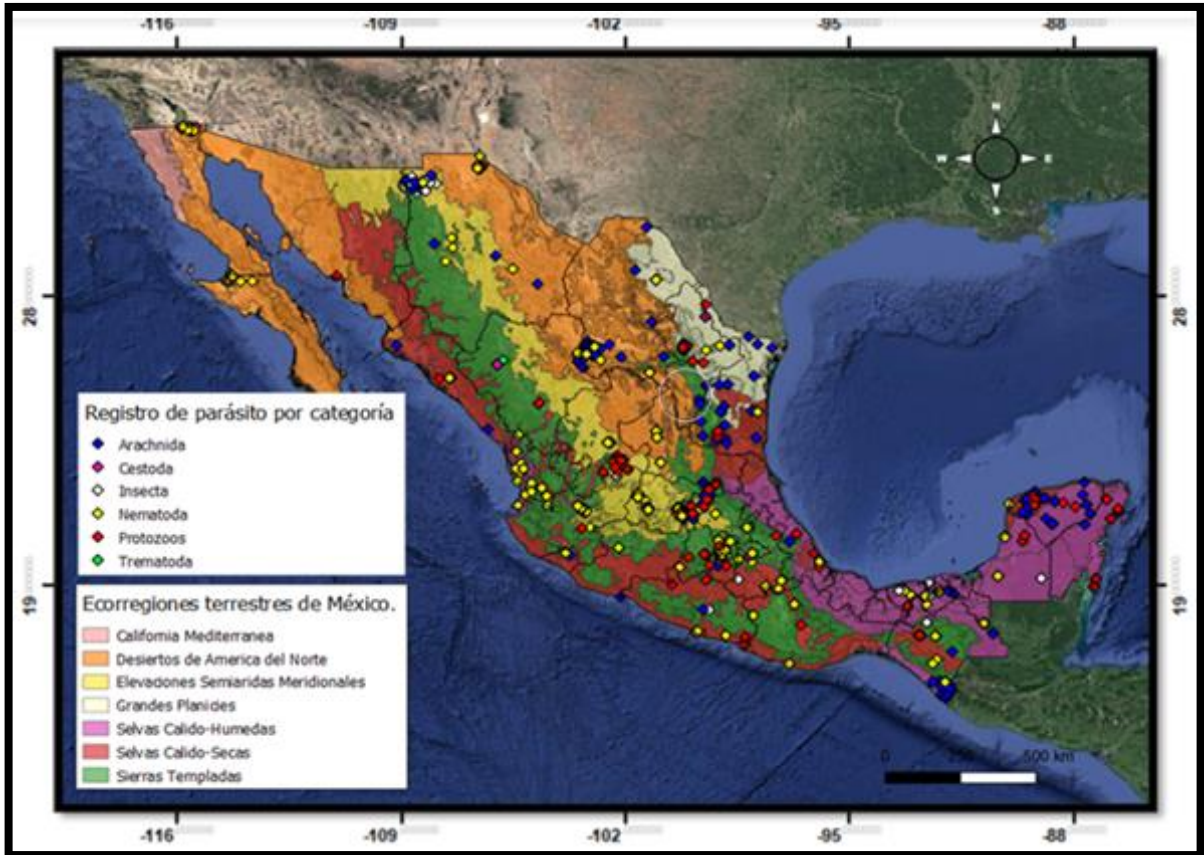 -116 -109 -102 -95 -88
N
W E
S
28 28
Registro de parásito por categoría
Arachnida
Cestoda
Insecta
Nematoda
Protozoos
Trematoda
19 19
Ecorregiones terrestres de México.
California Mediterranea
Desiertos de America del Norte
Elevaciones Semiaridas Meridionales
Grandes Planicies
Selvas Calido-Humedas
Selvas Calido-Secas
Sierras Templadas
0 250 500 km
-116 -109 -102 -95 -88